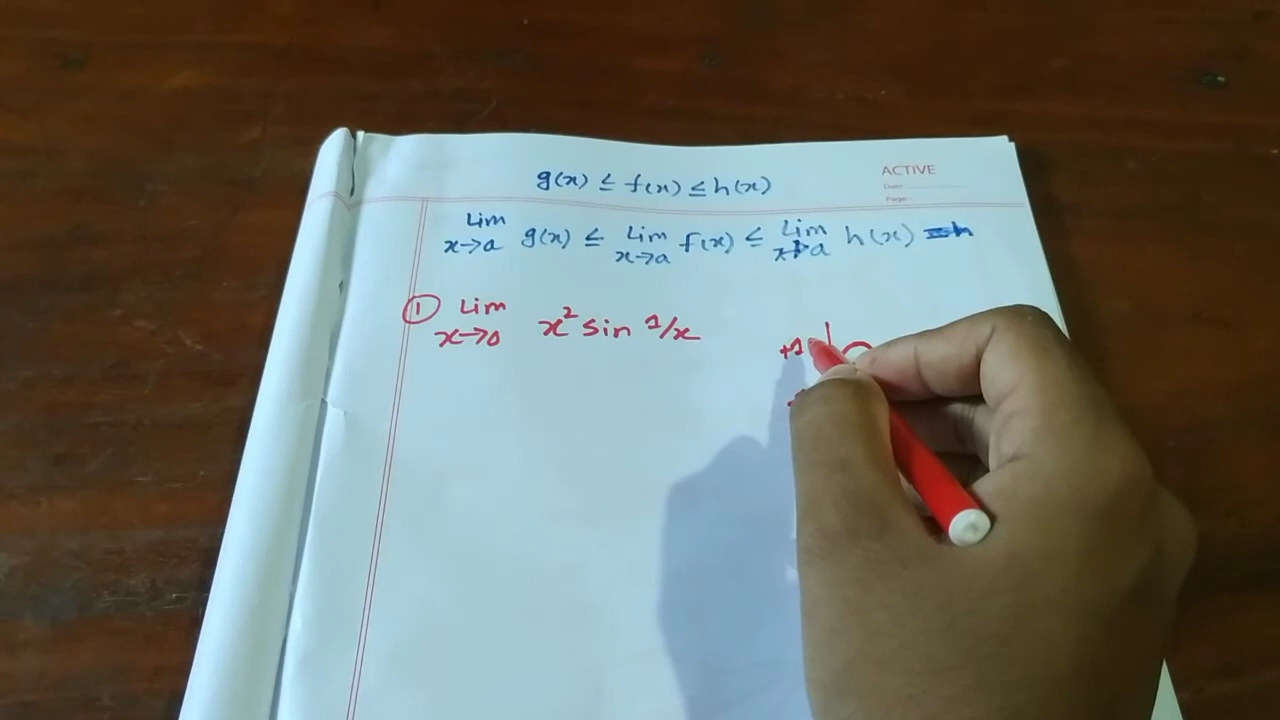 ACTIVE
g(x) ≤ f(x) ≤ h(x)
Date:
Page:
Lim x→a g(x) ≤ Lim x→a f(x) ≤ Lim x→a h(x)
① Lim x→0 x² sin 1/x
+1